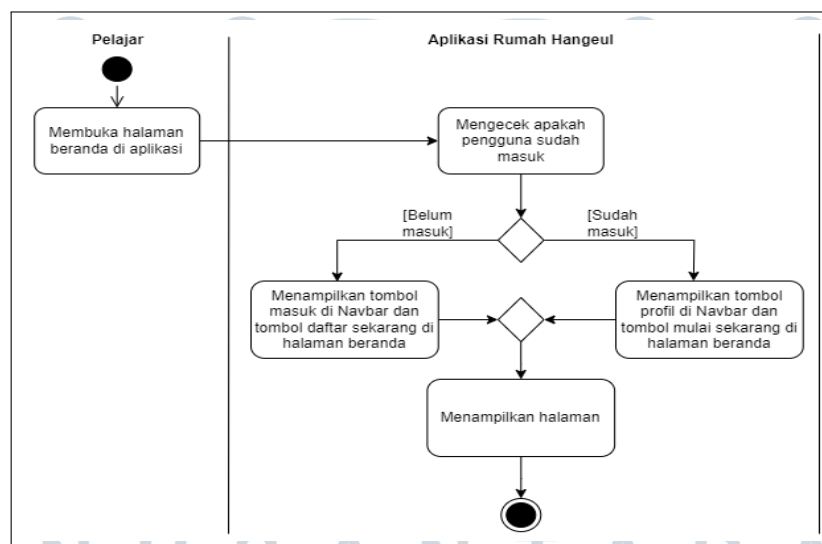 Pelajar
Aplikasi Rumah Hangeul
Membuka halaman
beranda di aplikasi
Mengecek apakah
pengguna sudah
masuk
[Belum
masuk]
[Sudah
masuk]
Menampilkan tombol
masuk di Navbar dan
tombol daftar sekarang di
halaman beranda
Menampilkan tombol
profil di Navbar dan
tombol mulai sekarang di
halaman beranda
Menampilkan halaman